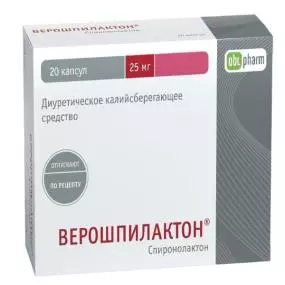 20 капсул
25 мг
obl pharm
Диуретическое калийсберегающее
средство
ОТПУСКАЮТ
ПО РЕЦЕПТУ
ВЕРОШПИЛАКТОН®
Спиронолактон